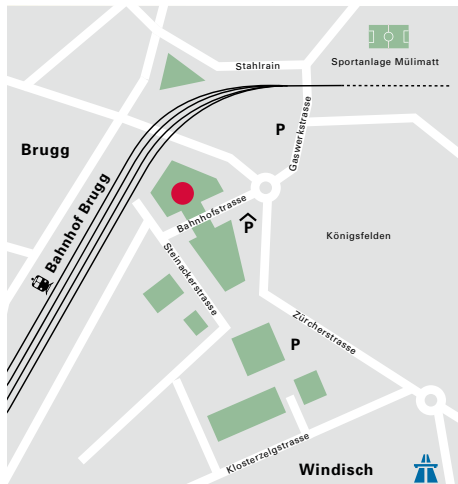 Stahlrain
Sportanlage Mülimatt
P
Gaswerkstrasse
Brugg
Bahnhof Brugg
Bahnhofstrasse
P
Königsfelden
Steinackerstrasse
Zürcherstrasse
P
Klosterzelgstrasse
Windisch